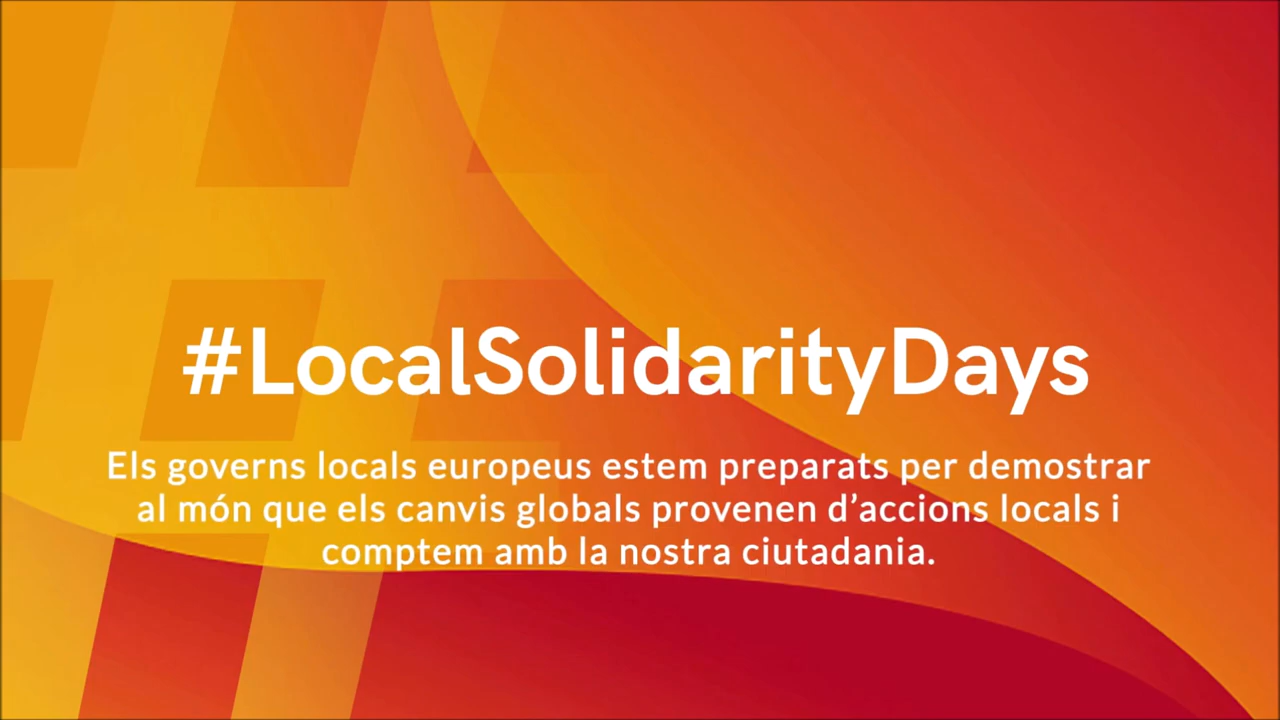 #LocalSolidarityDays
Els governs locals europeus estem preparats per demostrar
al món que els canvis globals provenen d’accions locals i
comptem amb la nostra ciutadania.